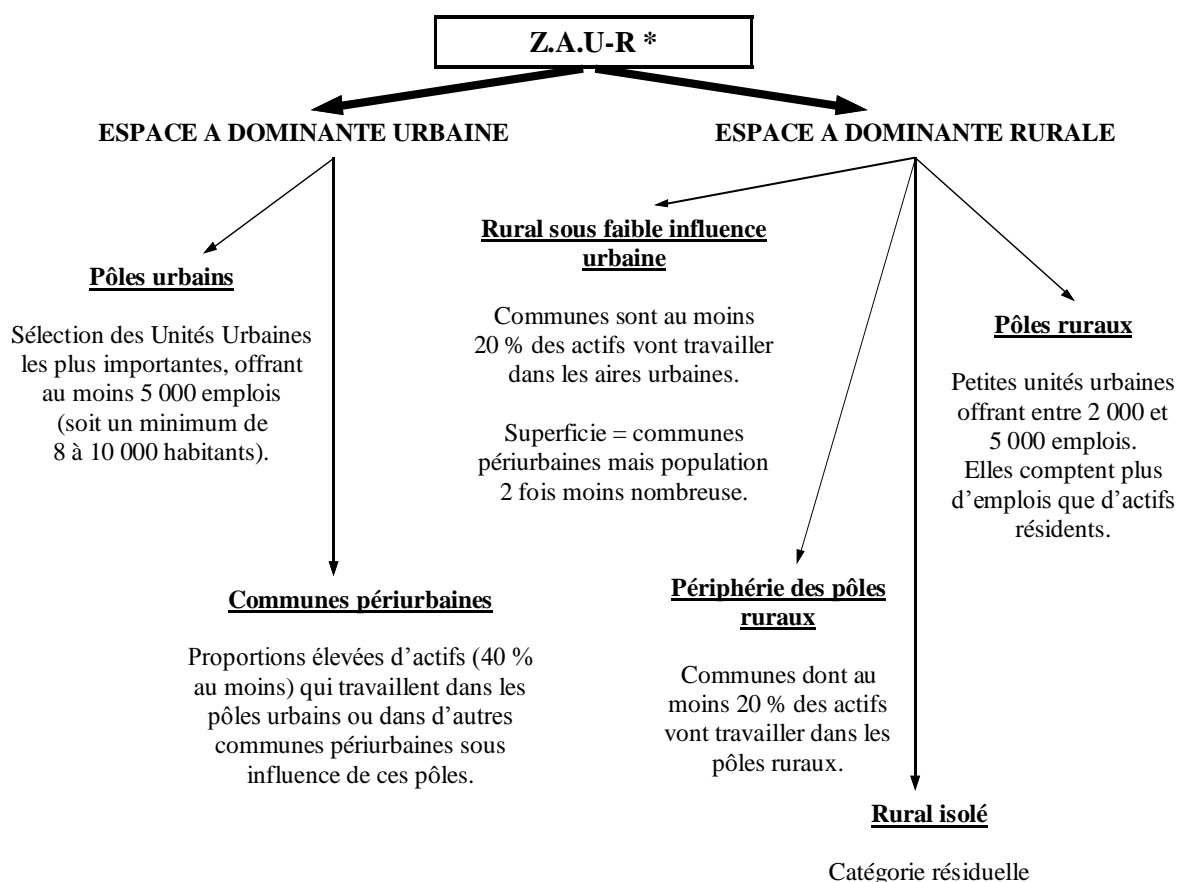 Z.A.U-R *
ESPACE A DOMINANTE URBAINE
ESPACE A DOMINANTE RURALE
Pôles urbains
Sélection des Unités Urbaines
les plus importantes, offrant
au moins 5 000 emplois
(soit un minimum de
8 à 10 000 habitants).
Communes périurbaines
Proportions élevées d'actifs (40 %
au moins) qui travaillent dans les
pôles urbains ou dans d'autres
communes périurbaines sous
influence de ces pôles.
Rural sous faible influence
urbaine
Communes sont au moins
20 % des actifs vont travailler
dans les aires urbaines.
Superficie = communes
périurbaines mais population
2 fois moins nombreuse.
Périphérie des pôles
ruraux
Communes dont au
moins 20 % des actifs
vont travailler dans les
pôles ruraux.
Pôles ruraux
Petites unités urbaines
offrant entre 2 000 et
5 000 emplois.
Elles comptent plus
d'emplois que d'actifs
résidents.
Rural isolé
Catégorie résiduelle